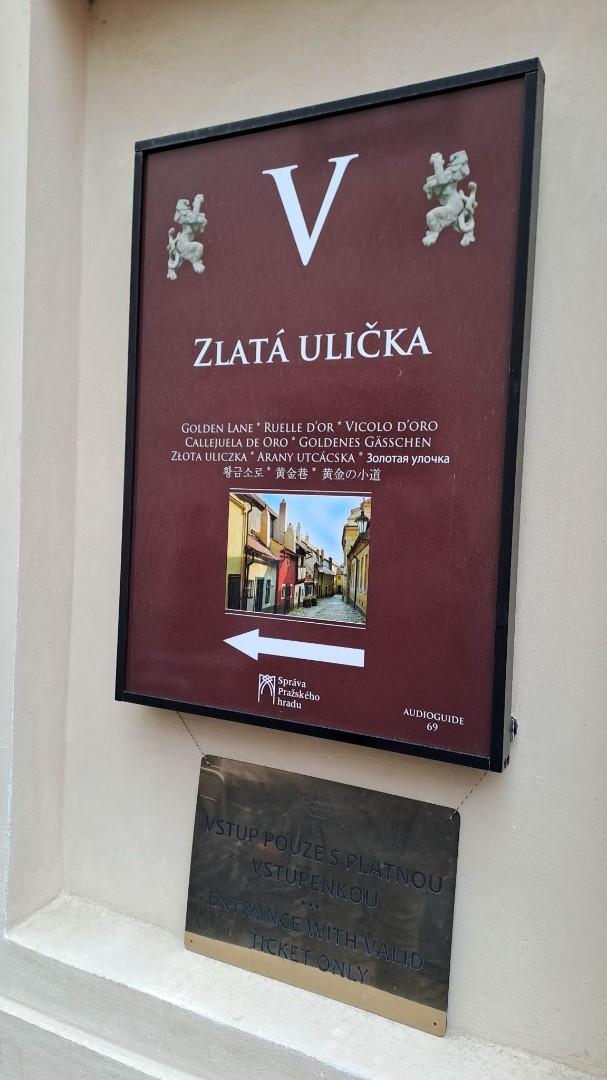 V
ZLATÁ ULIČKA
GOLDEN LANE * RUELLE D'OR * VICOLO D'ORO
CALLEJUELA DE ORO * GOLDENES GÄSSCHEN
ZŁOTA ULICZKA * ARANY UTCÁCSKA * Золотая улочка
황금소로 * 黄金巷 * 黄金の小道
Správa
Pražského
hradu
AUDIOGUIDE
69
VSTUP POUZE S PLATNOU
VSTUPENKOU
•••
ENTRANCE WITH VALID
TICKET ONLY